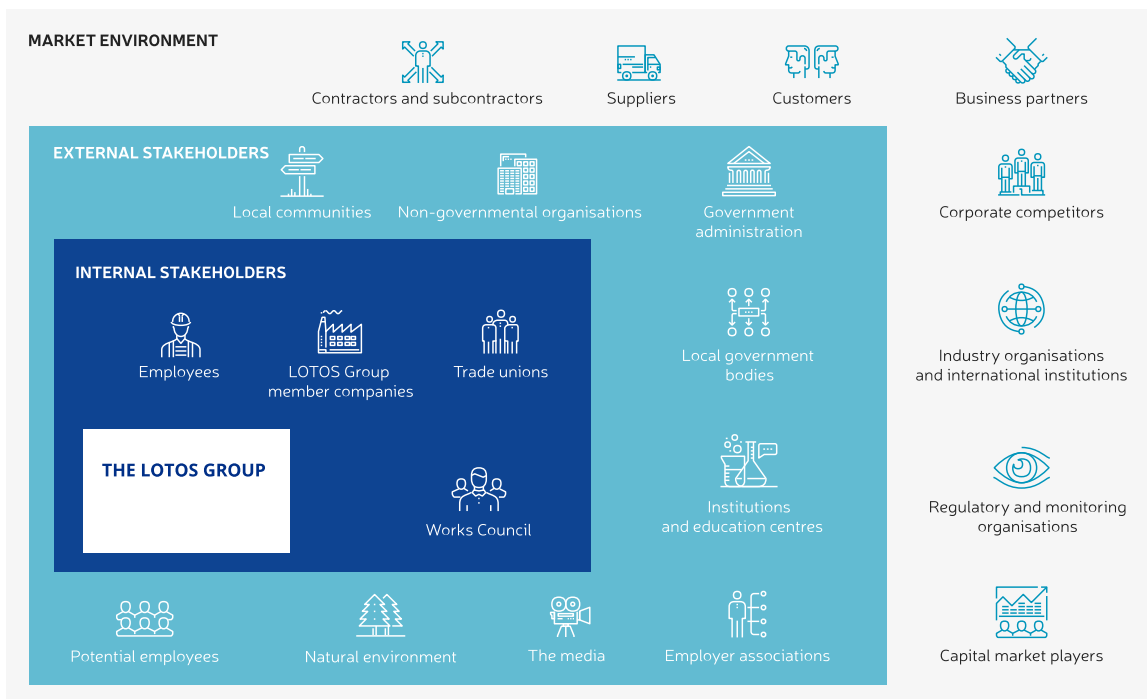 MARKET ENVIRONMENT
Contractors and subcontractors
Suppliers
Customers
Business partners
EXTERNAL STAKEHOLDERS
Local communities
Non-governmental organisations
Government
administration
Corporate competitors
INTERNAL STAKEHOLDERS
Employees
LOTOS Group
member companies
Trade unions
Local government
bodies
Industry organisations
and international institutions
THE LOTOS GROUP
Works Council
Institutions
and education centres
Regulatory and monitoring
organisations
Potential employees
Natural environment
The media
Employer associations
Capital market players